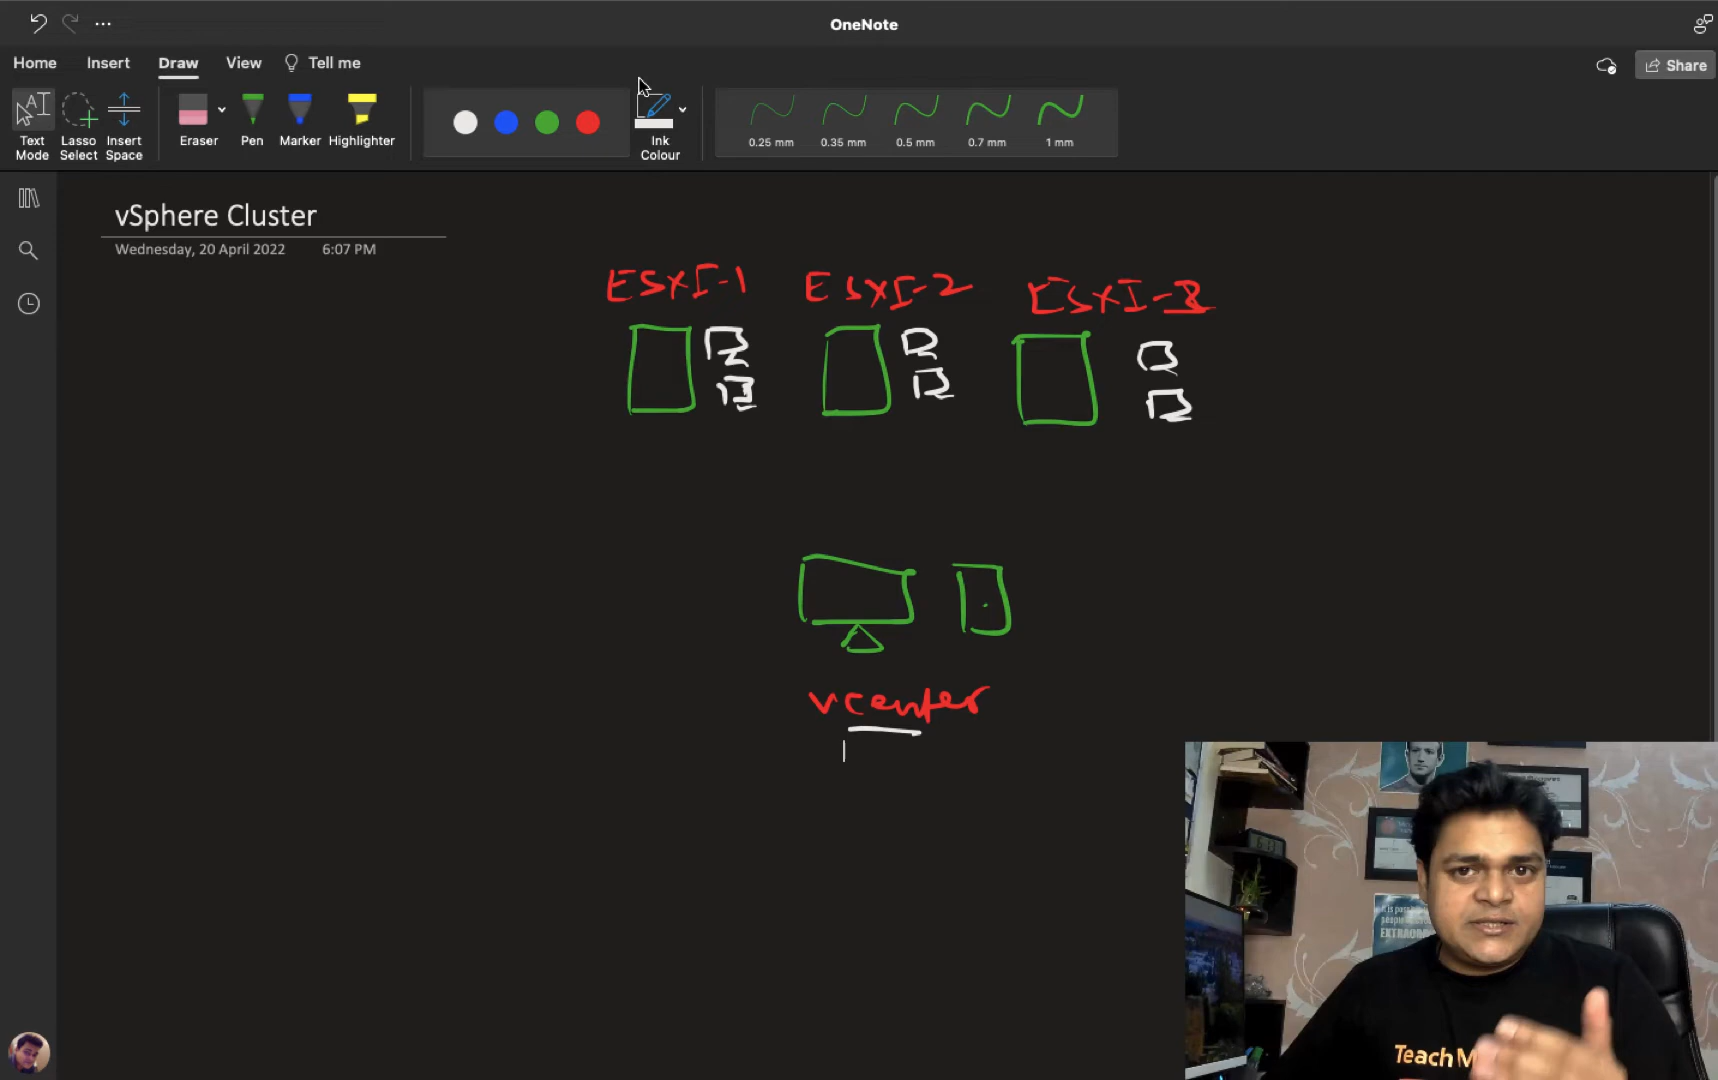 OneNote
Home Insert Draw View Tell me
Share
Text Mode
Lasso Select
Insert Space
Eraser
Pen
Marker
Highlighter
Ink Colour
0.25 mm 0.35 mm 0.5 mm 0.7 mm 1 mm
vSphere Cluster
Wednesday, 20 April 2022 6:07 PM
ESXI-1 ESXI-2 ESXI-3
vcenter
EXTRAOR
Teach M